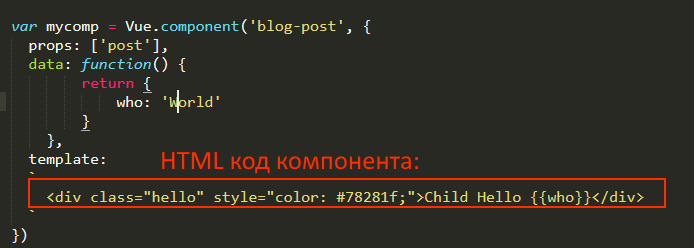 var mycomp = Vue.component('blog-post', {
props: ['post'],
data: function() {
return {
who: 'World'
}
},
template:
HTML код компонента:
`
<div class="hello" style="color: #78281f;">Child Hello {{who}}</div>
`
})